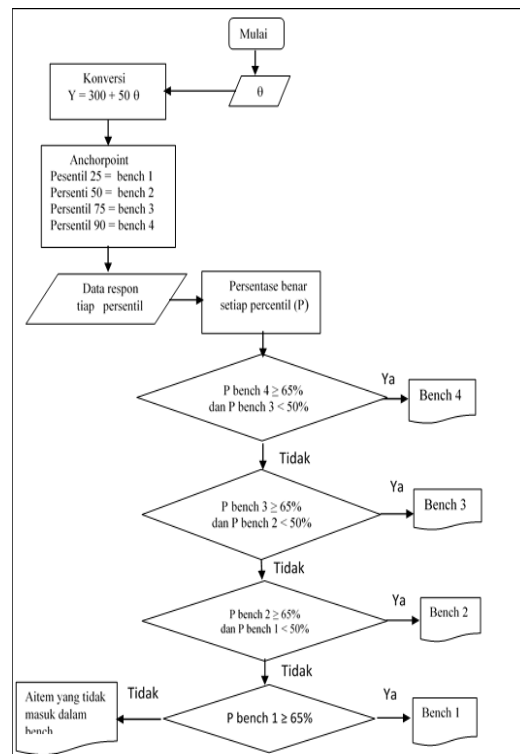 Mulai
θ
Konversi
Y = 300 + 50 θ
Anchorpoint
Pesentil 25 = bench 1
Persenti 50 = bench 2
Persentil 75 = bench 3
Persentil 90 = bench 4
Data respon
tiap persentil
Persentase benar
setiap percentil (P)
P bench 4 ≥ 65%
dan P bench 3 < 50%
Ya
Bench 4
Tidak
P bench 3 ≥ 65%
dan P bench 2 < 50%
Ya
Bench 3
Tidak
P bench 2 ≥ 65%
dan P bench 1 < 50%
Ya
Bench 2
Tidak
P bench 1 ≥ 65%
Ya
Bench 1
Tidak
Aitem yang tidak
masuk dalam
bench